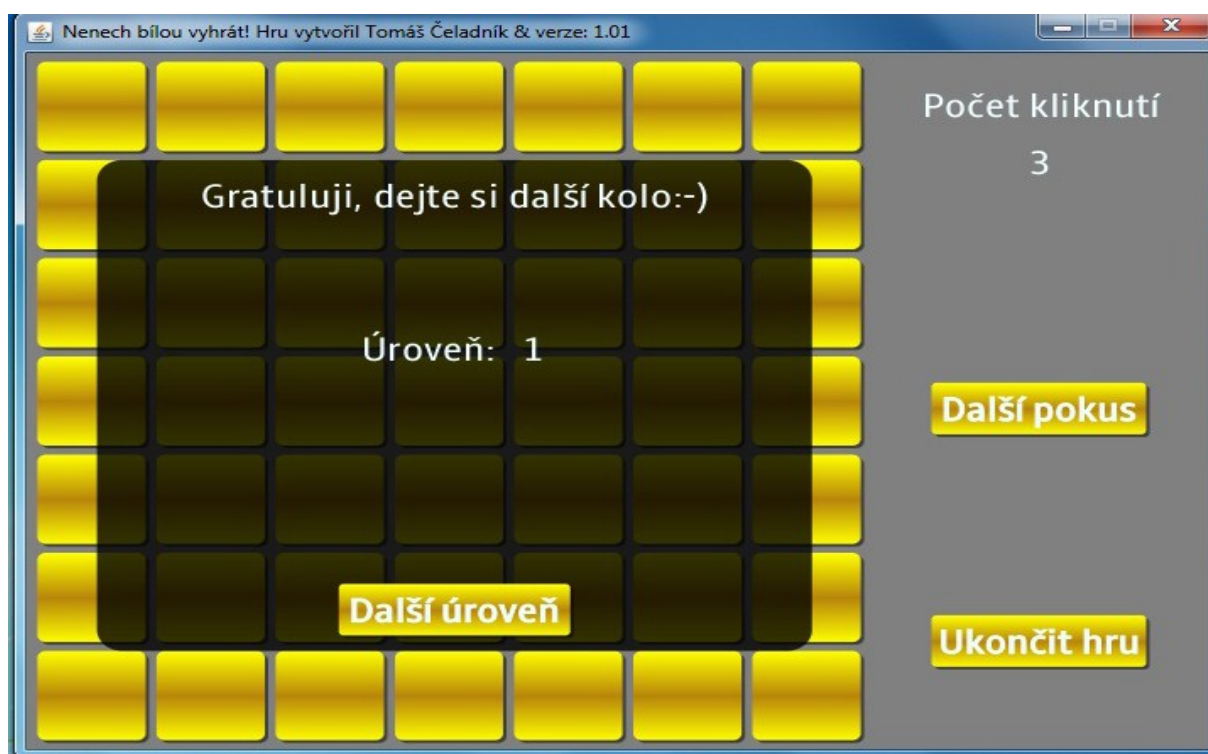 Nenech bílou vyhrát! Hru vytvořil Tomáš Čeladník & verze: 1.01
Počet kliknutí
3
Gratuluji, dejte si další kolo:-)
Úroveň: 1
Další pokus
Další úroveň
Ukončit hru